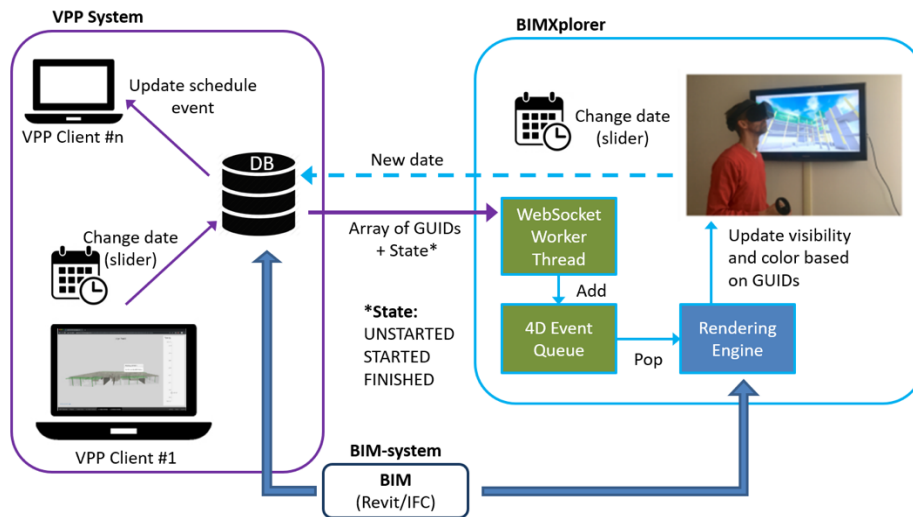 VPP System
BIMXplorer
Update schedule
event
VPP Client #n
DB
Change date
(slider)
New date
Change date
(slider)
Array of GUIDs
+ State*
WebSocket
Worker
Thread
Update visibility
and color based
on GUIDs
Add
*State:
UNSTARTED
STARTED
FINISHED
4D Event
Queue
Pop
Rendering
Engine
VPP Client #1
BIM-system
BIM
(Revit/IFC)